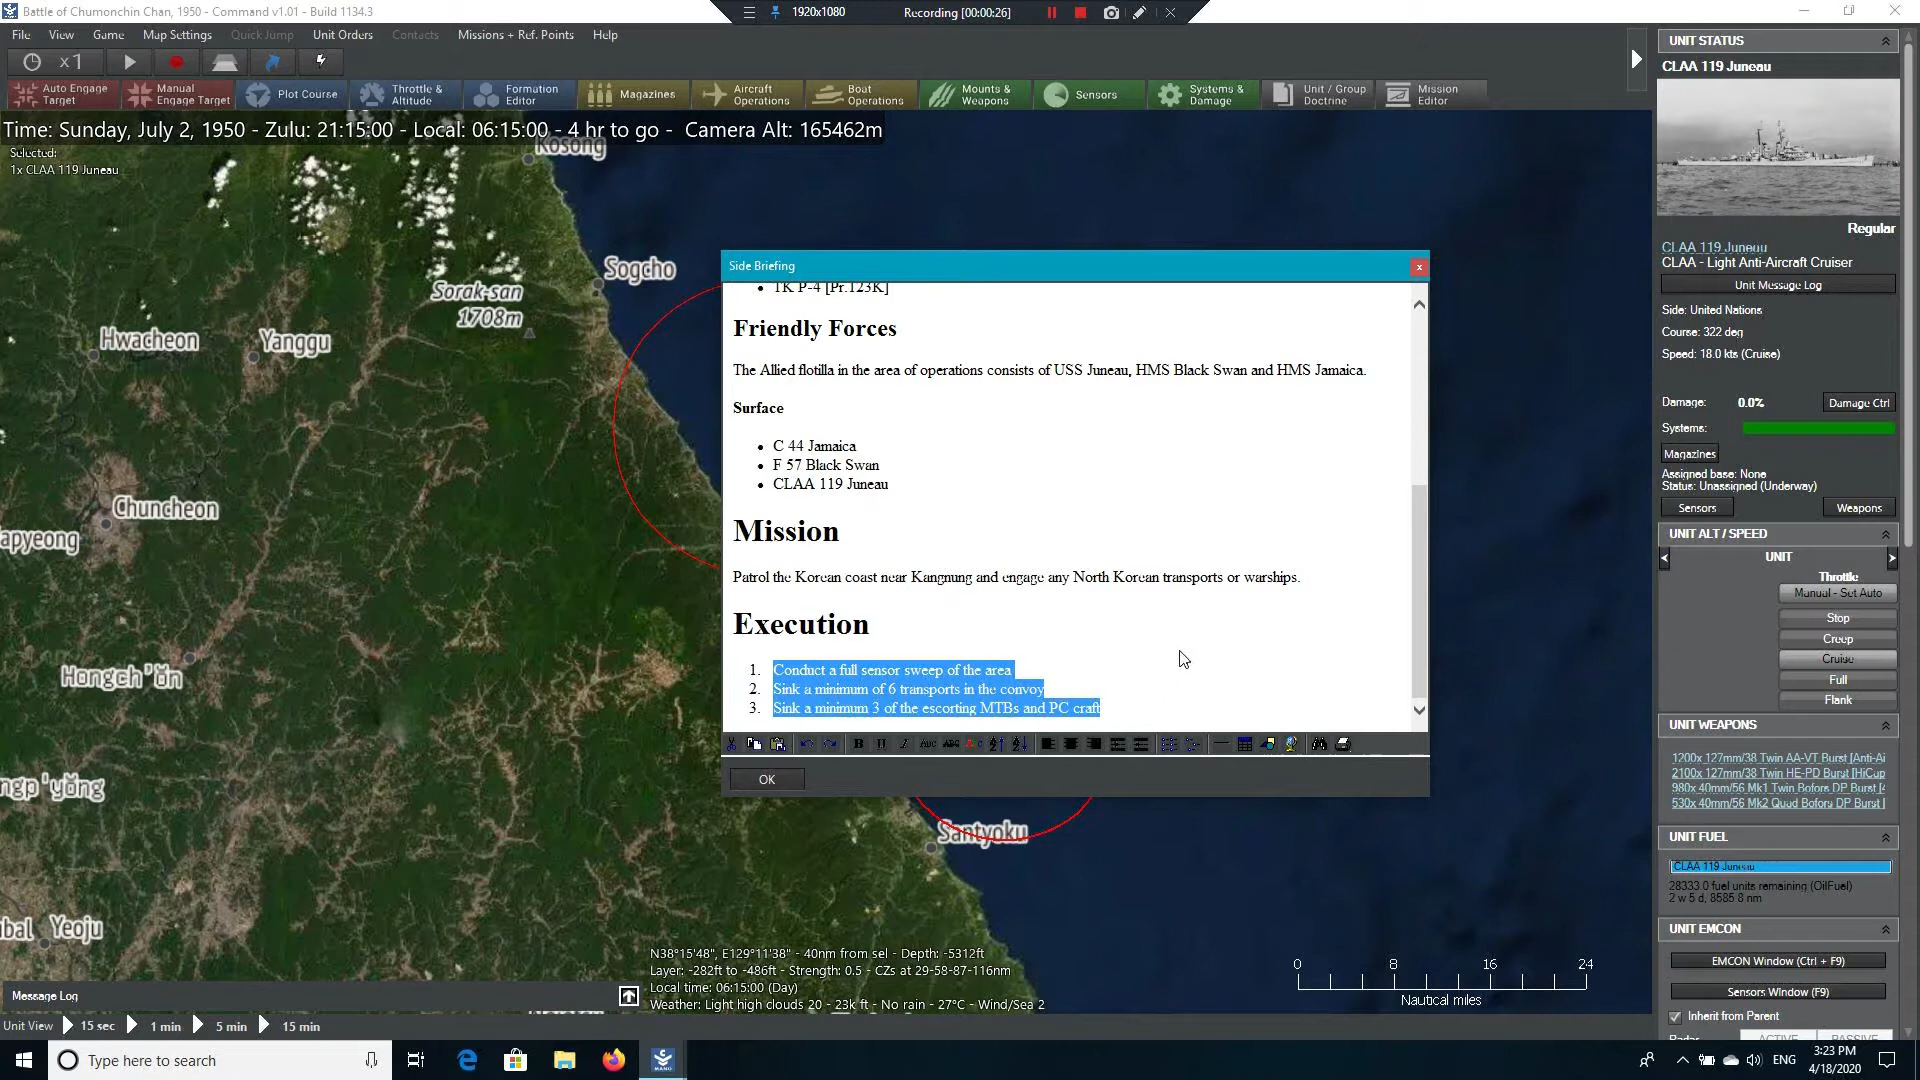 Battle of Chumonchin Chan, 1950 - Command v1.01 - Build 1134.3
1920x1080
Recording [00:00:26]
File View Game Map Settings Quick Jump Unit Orders Contacts Missions + Ref. Points Help
x1
Auto Engage Target
Manual Engage Target
Plot Course
Throttle & Altitude
Formation Editor
Magazines
Aircraft Operations
Boat Operations
Mounts & Weapons
Sensors
Systems & Damage
Unit / Group Doctrine
Mission Editor
Time: Sunday, July 2, 1950 - Zulu: 21:15:00 - Local: 06:15:00 - 4 hr to go - Camera Alt: 165462m
Selected:
1x CLAA 119 Juneau
Kosong
Sogcho
Sorak-san
1708m
Hwacheon
Yanggu
Chuncheon
apyeong
Hongch'ŏn
ngp'yŏng
Yeoju
Santyoku
Side Briefing
x
TK P-4 [Pr.123K]
Friendly Forces
The Allied flotilla in the area of operations consists of USS Juneau, HMS Black Swan and HMS Jamaica.
Surface
C 44 Jamaica
F 57 Black Swan
CLAA 119 Juneau
Mission
Patrol the Korean coast near Kangnung and engage any North Korean transports or warships.
Execution
1. Conduct a full sensor sweep of the area
2. Sink a minimum of 6 transports in the convoy
3. Sink a minimum 3 of the escorting MTBs and PC craft
OK
N38°15'48", E129°11'38" - 40nm from sel - Depth: -5312ft
Layer: -282ft to -486ft - Strength: 0.5 - CZs at 29-58-87-116nm
Local time: 06:15:00 (Day)
Weather: Light high clouds 20 - 23k ft - No rain - 27°C - Wind/Sea 2
0 8 16 24
Nautical miles
Message Log
Unit View 15 sec 1 min 5 min 15 min
UNIT STATUS
CLAA 119 Juneau
Regular
CLAA 119 Juneau
CLAA - Light Anti-Aircraft Cruiser
Unit Message Log
Side: United Nations
Course: 322 deg
Speed: 18.0 kts (Cruise)
Damage: 0.0% Damage Ctrl
Systems:
Magazines
Assigned base: None
Status: Unassigned (Underway)
Sensors Weapons
UNIT ALT / SPEED
< UNIT >
Throttle
Manual - Set Auto
Stop
Creep
Cruise
Full
Flank
UNIT WEAPONS
1200x 127mm/38 Twin AA-VT Burst [Anti-Ai
2100x 127mm/38 Twin HE-PD Burst [HiCap
980x 40mm/56 Mk1 Twin Bofors DP Burst [4
530x 40mm/56 Mk2 Quad Bofors DP Burst [
UNIT FUEL
CLAA 119 Juneau
28333.0 fuel units remaining (OilFuel)
2 w 5 d, 8585.8 nm
UNIT EMCON
EMCON Window (Ctrl + F9)
Sensors Window (F9)
Inherit from Parent
Radar ACTIVE PASSIVE
Type here to search
ENG
3:23 PM
4/18/2020